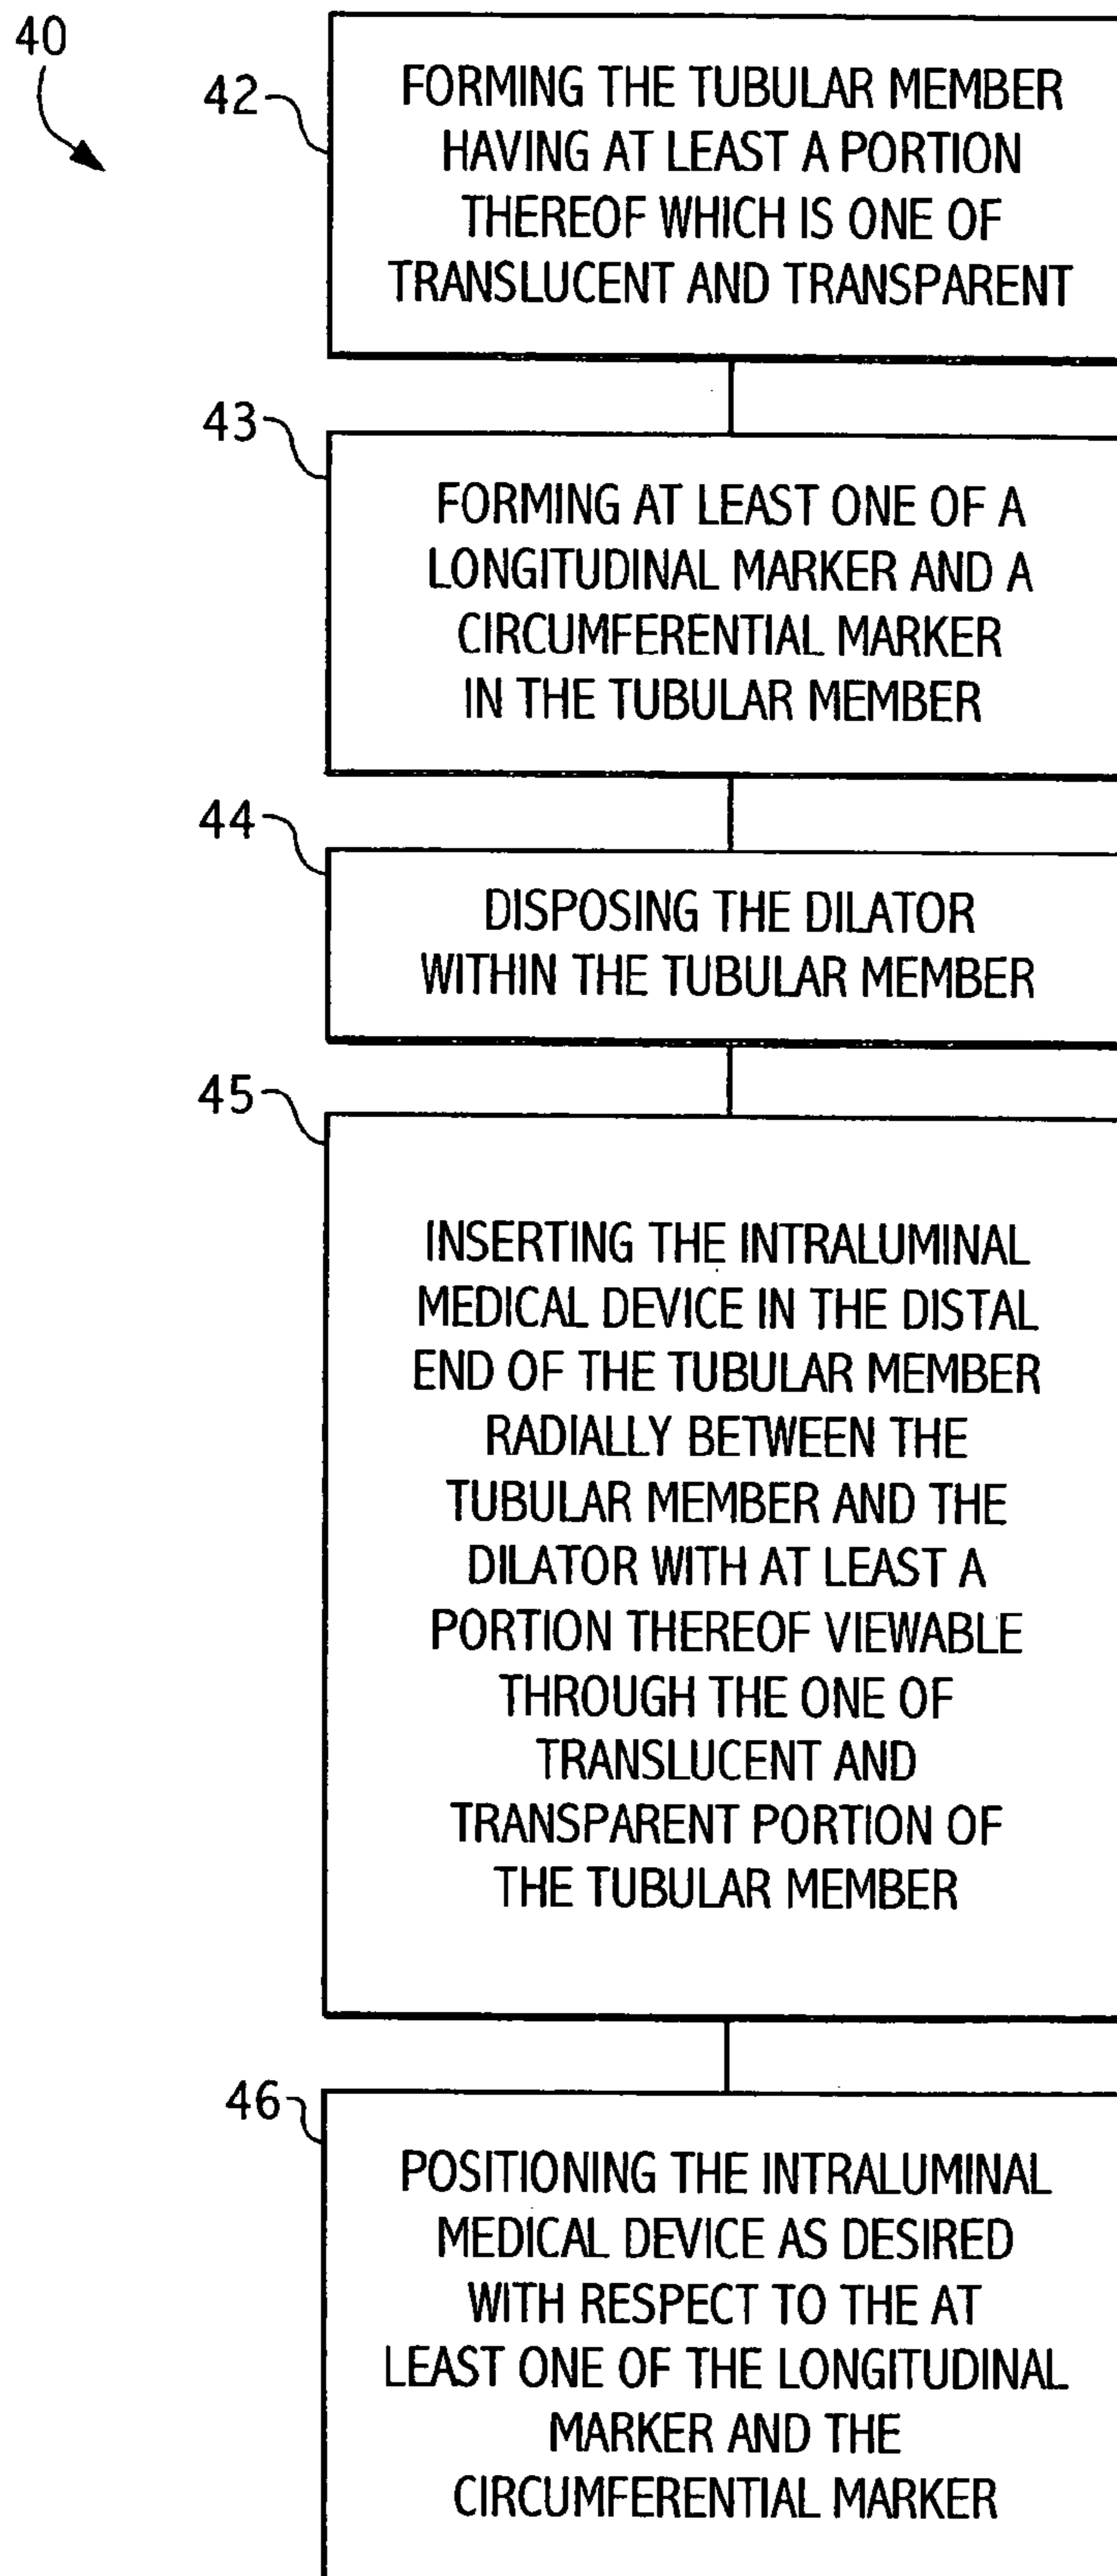 40
42
FORMING THE TUBULAR MEMBER
HAVING AT LEAST A PORTION
THEREOF WHICH IS ONE OF
TRANSLUCENT AND TRANSPARENT
43
FORMING AT LEAST ONE OF A
LONGITUDINAL MARKER AND A
CIRCUMFERENTIAL MARKER
IN THE TUBULAR MEMBER
44
DISPOSING THE DILATOR
WITHIN THE TUBULAR MEMBER
45
INSERTING THE INTRALUMINAL
MEDICAL DEVICE IN THE DISTAL
END OF THE TUBULAR MEMBER
RADIALLY BETWEEN THE
TUBULAR MEMBER AND THE
DILATOR WITH AT LEAST A
PORTION THEREOF VIEWABLE
THROUGH THE ONE OF
TRANSLUCENT AND
TRANSPARENT PORTION OF
THE TUBULAR MEMBER
46
POSITIONING THE INTRALUMINAL
MEDICAL DEVICE AS DESIRED
WITH RESPECT TO THE AT
LEAST ONE OF THE LONGITUDINAL
MARKER AND THE
CIRCUMFERENTIAL MARKER